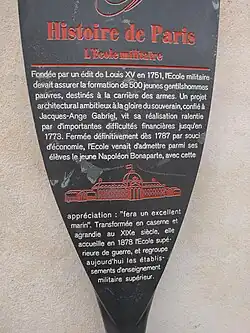 Histoire de Paris
L'Ecole militaire
Fondée par un édit de Louis XV en 1751, l'Ecole militaire
devait assurer la formation de 500 jeunes gentilshommes
pauvres, destinés à la carrière des armes. Un projet
architectural ambitieux à la gloire du souverain, confié à
Jacques-Ange Gabriel, vit sa réalisation ralentie
par d'importantes difficultés financières jusqu'en
1773. Fermée définitivement dès 1787 par souci
d'économie, l'Ecole venait d'admettre parmi ses
élèves le jeune Napoléon Bonaparte, avec cette
appréciation : "fera un excellent
marin". Transformée en caserne et
agrandie au XIXe siècle, elle
accueille en 1878 l'Ecole supé-
rieure de guerre, et regroupe
aujourd'hui les établis-
sements d'enseignement
militaire supérieur.